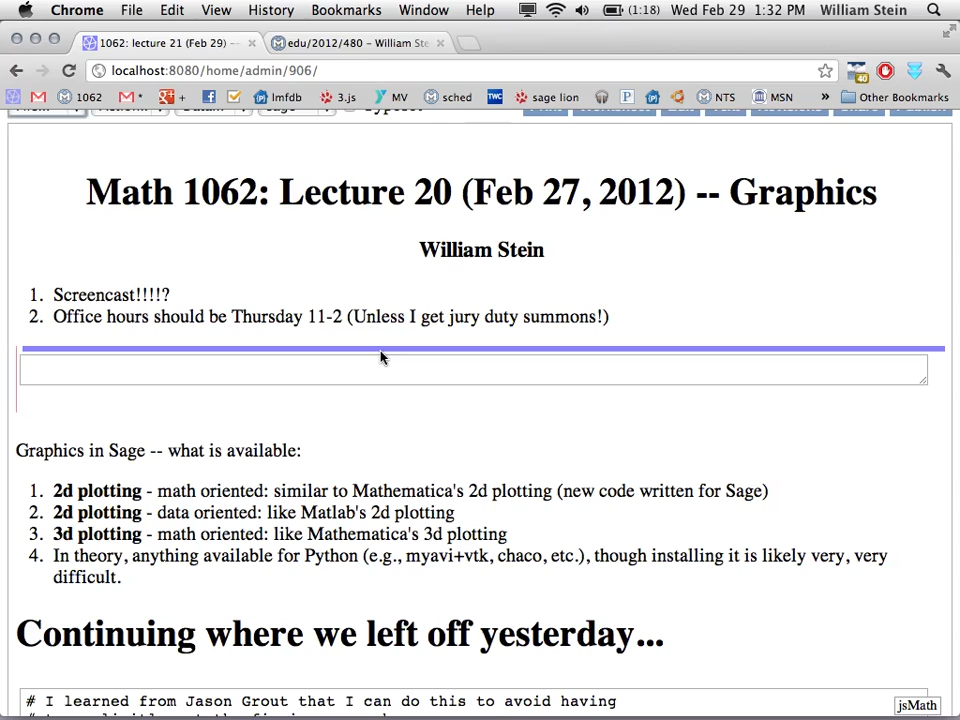 Chrome File Edit View History Bookmarks Window Help (1:18) Wed Feb 29 1:32 PM William Stein
1062: lecture 21 (Feb 29) -- edu/2012/480 – William Ste
localhost:8080/home/admin/906/
1062 lmfdb 3.js MV sched TWC sage lion P NTS MSN » Other Bookmarks
Math 1062: Lecture 20 (Feb 27, 2012) -- Graphics
William Stein
1. Screencast!!!!?
2. Office hours should be Thursday 11-2 (Unless I get jury duty summons!)
Graphics in Sage -- what is available:
1. 2d plotting - math oriented: similar to Mathematica's 2d plotting (new code written for Sage)
2. 2d plotting - data oriented: like Matlab's 2d plotting
3. 3d plotting - math oriented: like Mathematica's 3d plotting
4. In theory, anything available for Python (e.g., myavi+vtk, chaco, etc.), though installing it is likely very, very
difficult.
Continuing where we left off yesterday...
# I learned from Jason Grout that I can do this to avoid having
jsMath